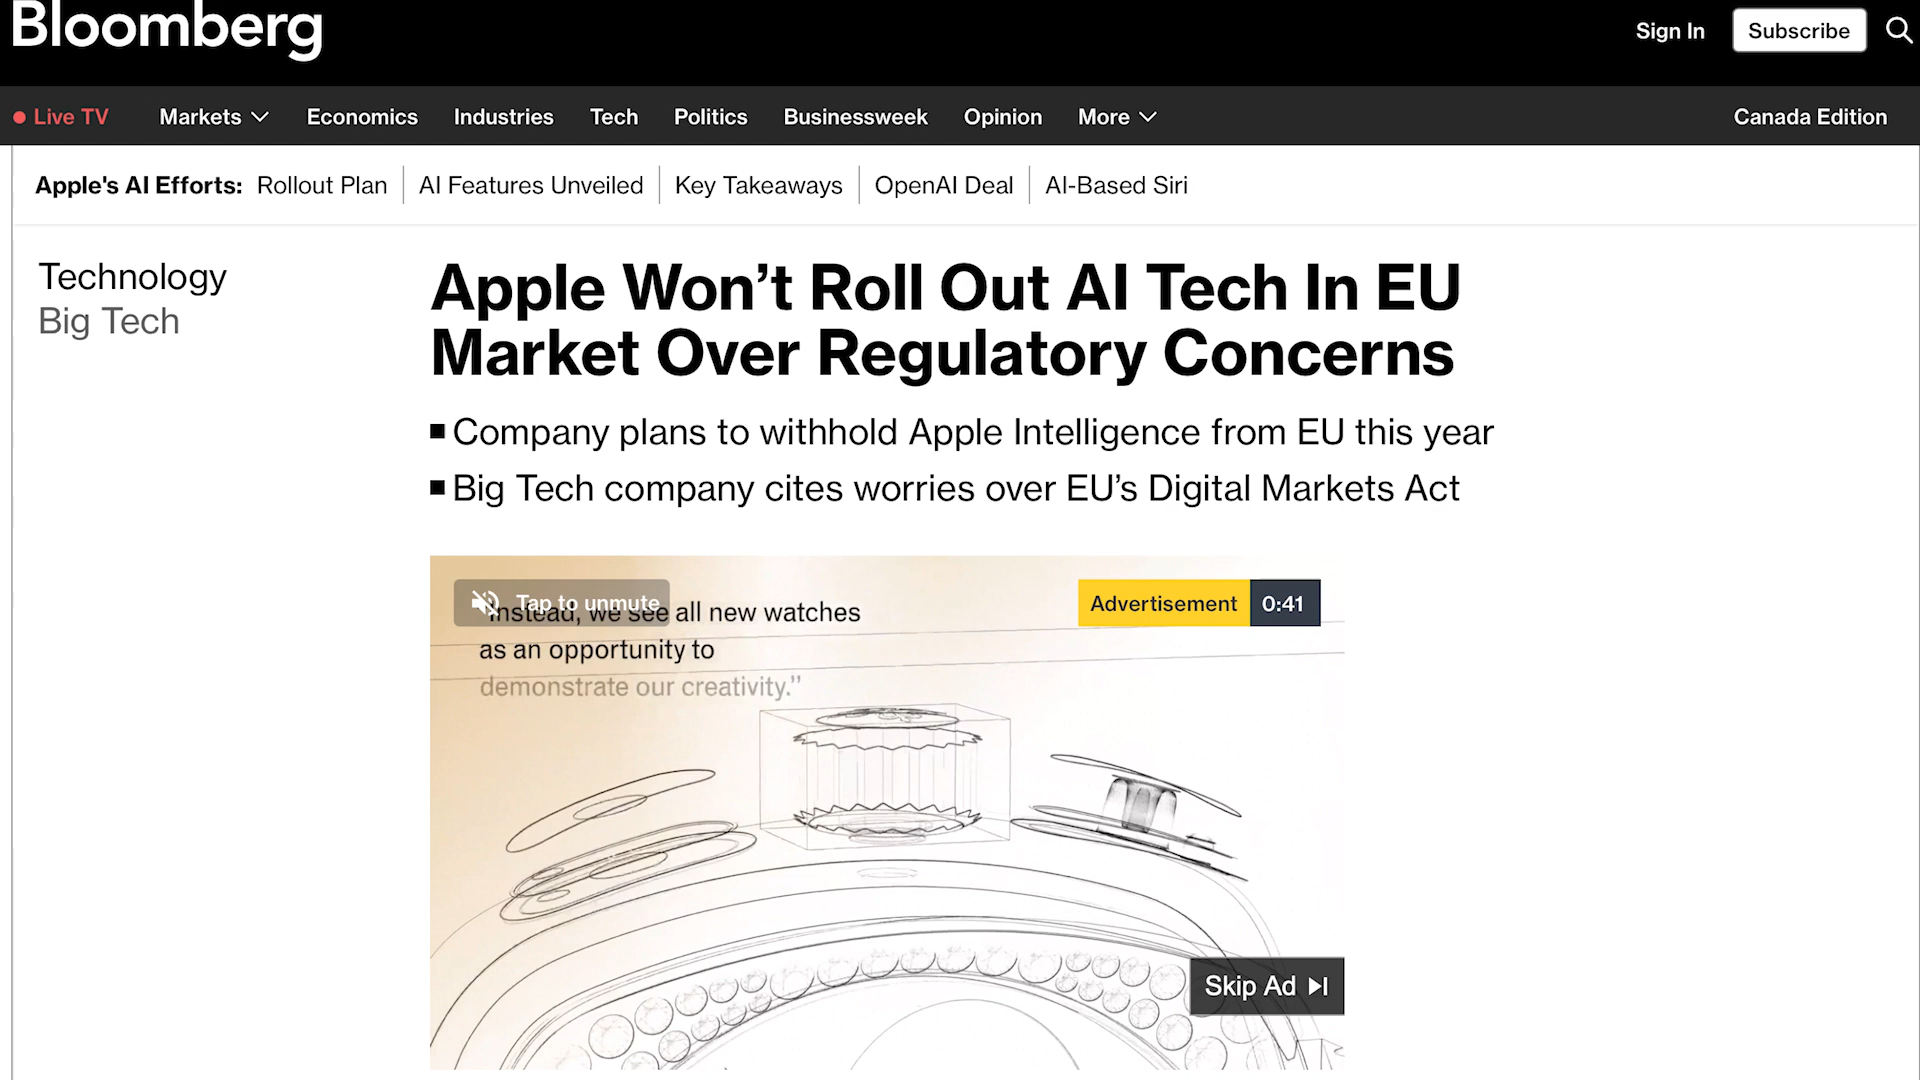 Bloomberg
Sign In
Subscribe
Live TV
Markets
Economics
Industries
Tech
Politics
Businessweek
Opinion
More
Canada Edition
Apple's AI Efforts: Rollout Plan
AI Features Unveiled
Key Takeaways
OpenAI Deal
AI-Based Siri
Technology
Big Tech
Apple Won’t Roll Out AI Tech In EU
Market Over Regulatory Concerns
Company plans to withhold Apple Intelligence from EU this year
Big Tech company cites worries over EU’s Digital Markets Act
Tap to unmute
Advertisement 0:41
"Instead, we see all new watches
as an opportunity to
demonstrate our creativity.”
Skip Ad